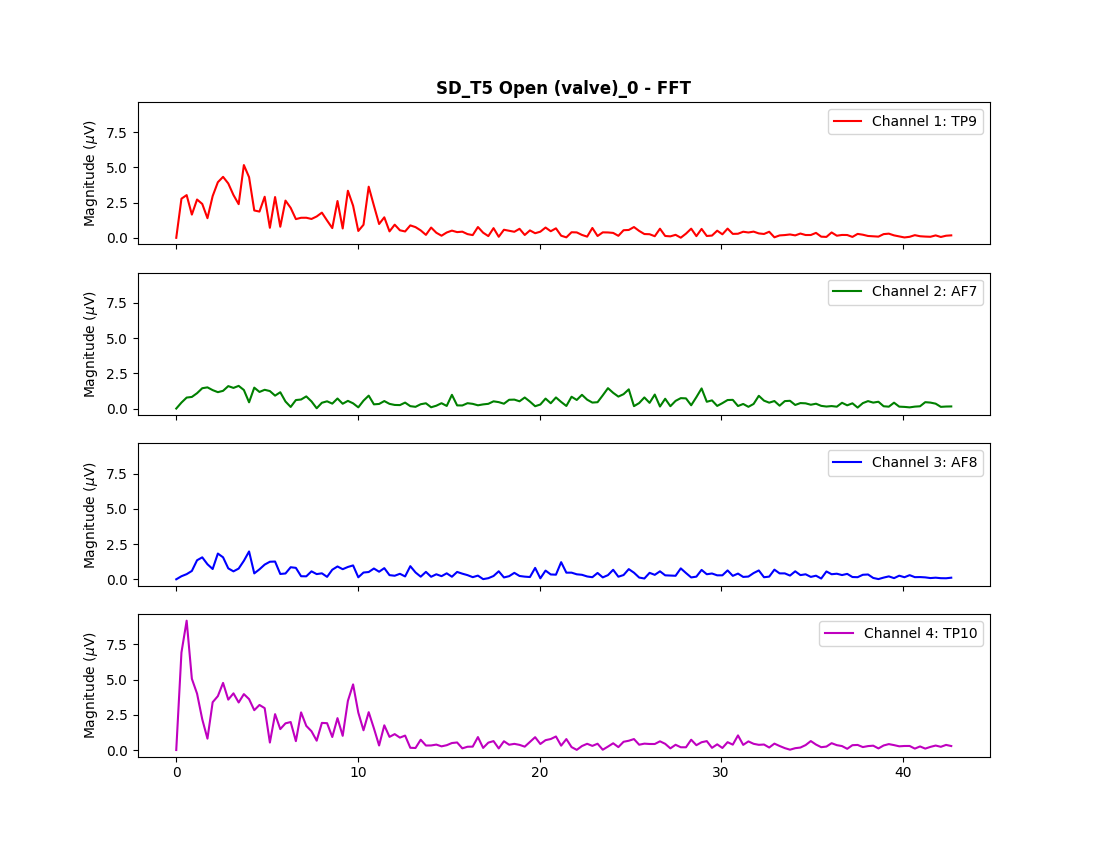 SD_T5 Open (valve)_0 - FFT
Magnitude (μV)
7.5
5.0
2.5
0.0
Channel 1: TP9
Magnitude (μV)
7.5
5.0
2.5
0.0
Channel 2: AF7
Magnitude (μV)
7.5
5.0
2.5
0.0
Channel 3: AF8
Magnitude (μV)
7.5
5.0
2.5
0.0
Channel 4: TP10
0 10 20 30 40